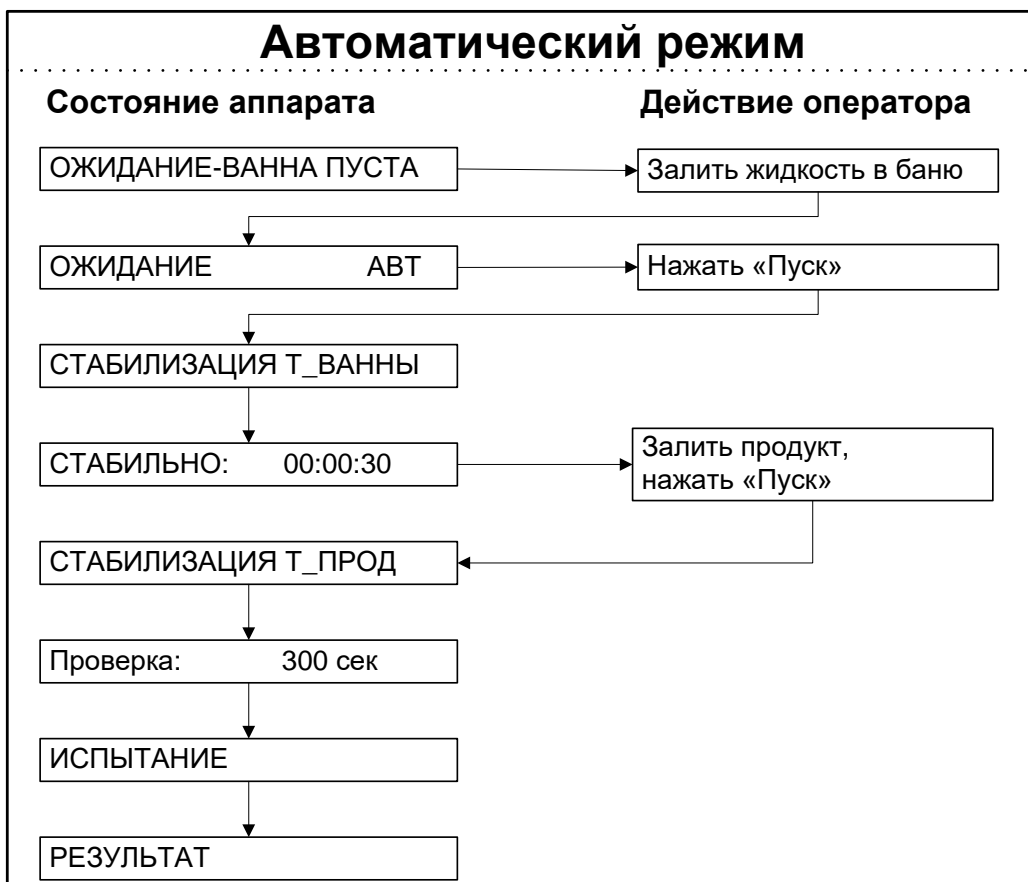 Автоматический режим
Состояние аппарата
Действие оператора
ОЖИДАНИЕ-ВАННА ПУСТА
Залить жидкость в баню
ОЖИДАНИЕ АВТ
Нажать «Пуск»
СТАБИЛИЗАЦИЯ Т_ВАННЫ
СТАБИЛЬНО: 00:00:30
Залить продукт,
нажать «Пуск»
СТАБИЛИЗАЦИЯ Т_ПРОД
Проверка: 300 сек
ИСПЫТАНИЕ
РЕЗУЛЬТАТ